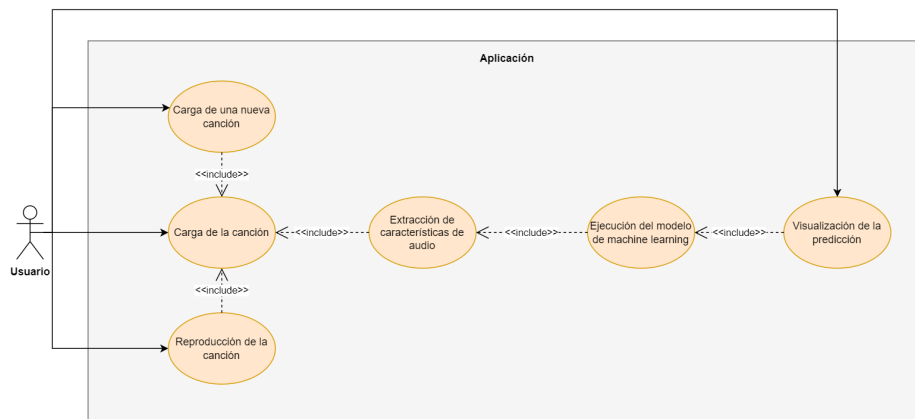 Aplicación
Carga de una nueva
canción
<<include>>
Usuario
Carga de la canción
<<include>>
Extracción de
características de
audio
<<include>>
Ejecución del modelo
de machine learning
<<include>>
Visualización de la
predicción
<<include>>
Reproducción de la
canción